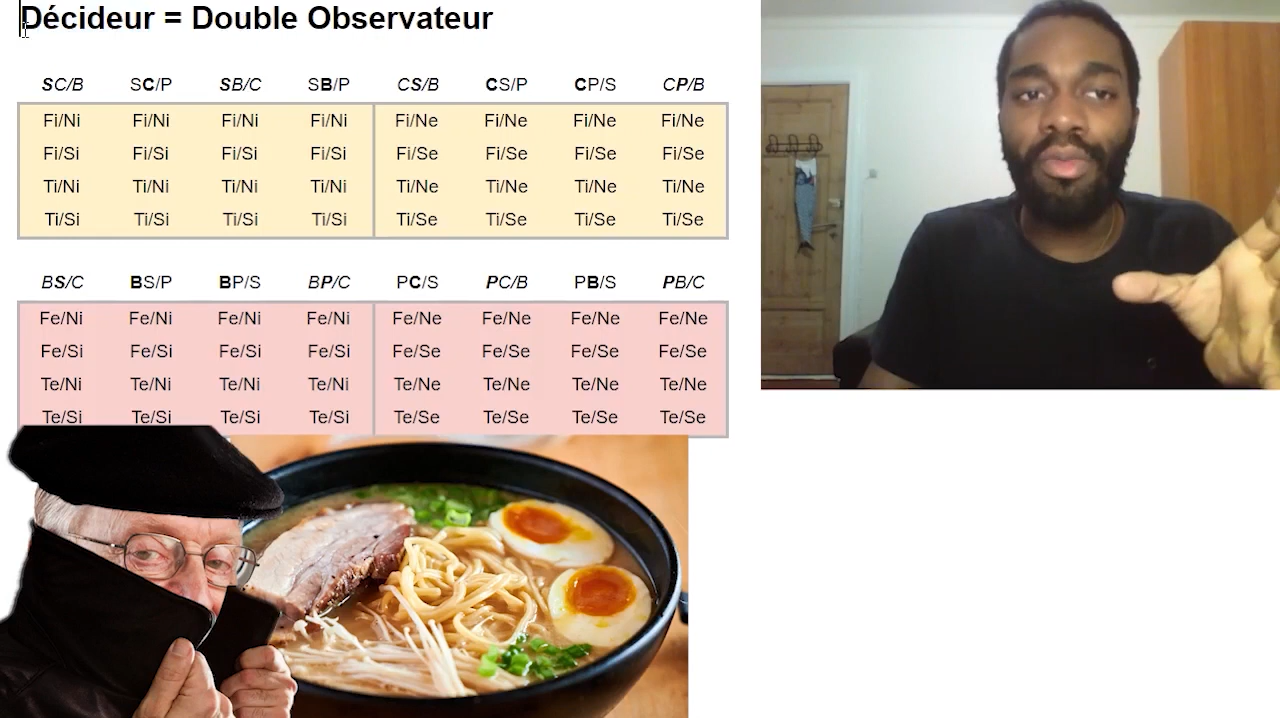 Décideur = Double Observateur
SC/B SC/P SB/C SB/P CS/B CS/P CP/S CP/B
Fi/Ni Fi/Ni Fi/Ni Fi/Ni Fi/Ne Fi/Ne Fi/Ne Fi/Ne
Fi/Si Fi/Si Fi/Si Fi/Si Fi/Se Fi/Se Fi/Se Fi/Se
Ti/Ni Ti/Ni Ti/Ni Ti/Ni Ti/Ne Ti/Ne Ti/Ne Ti/Ne
Ti/Si Ti/Si Ti/Si Ti/Si Ti/Se Ti/Se Ti/Se Ti/Se
BS/C BS/P BP/S BP/C PC/S PC/B PB/S PB/C
Fe/Ni Fe/Ni Fe/Ni Fe/Ni Fe/Ne Fe/Ne Fe/Ne Fe/Ne
Fe/Si Fe/Si Fe/Si Fe/Si Fe/Se Fe/Se Fe/Se Fe/Se
Te/Ni Te/Ni Te/Ni Te/Ni Te/Ne Te/Ne Te/Ne Te/Ne
Te/Si Te/Si Te/Si Te/Si Te/Se Te/Se Te/Se Te/Se